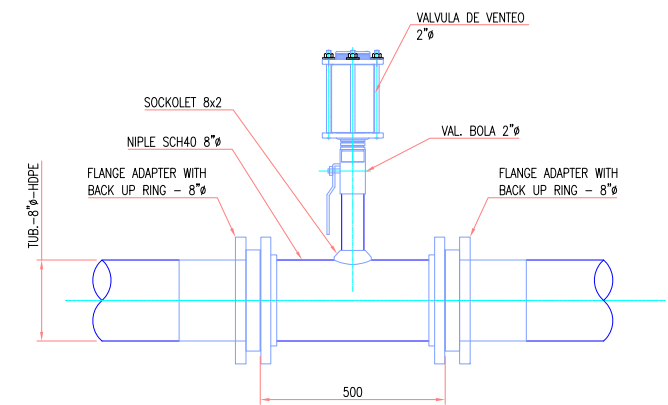 VALVULA DE VENTEO
2"ø
SOCKOLET 8x2
NIPLE SCH40 8"ø
VAL. BOLA 2"ø
FLANGE ADAPTER WITH
BACK UP RING - 8"ø
FLANGE ADAPTER WITH
BACK UP RING - 8"ø
TUB.-8"ø-HDPE
500